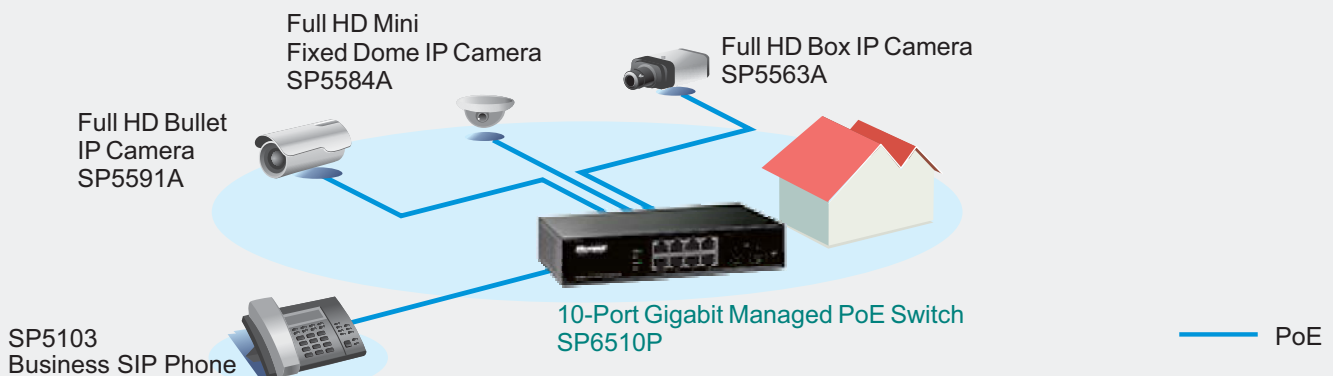 Full HD Mini
Fixed Dome IP Camera
SP5584A
Full HD Box IP Camera
SP5563A
Full HD Bullet
IP Camera
SP5591A
10-Port Gigabit Managed PoE Switch
SP6510P
SP5103
Business SIP Phone
PoE